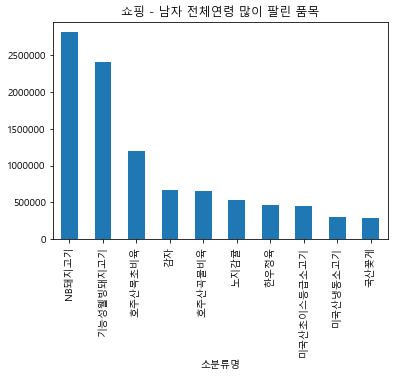 쇼핑 - 남자 전체연령 많이 팔린 품목
2500000
2000000
1500000
1000000
500000
0
NB돼지고기
기능성웰빙돼지고기
호주산목초비육
감자
호주산곡물비육
노지감귤
한우정육
미국산초이스등급소고기
미국산냉동소고기
국산꽃게
소분류명